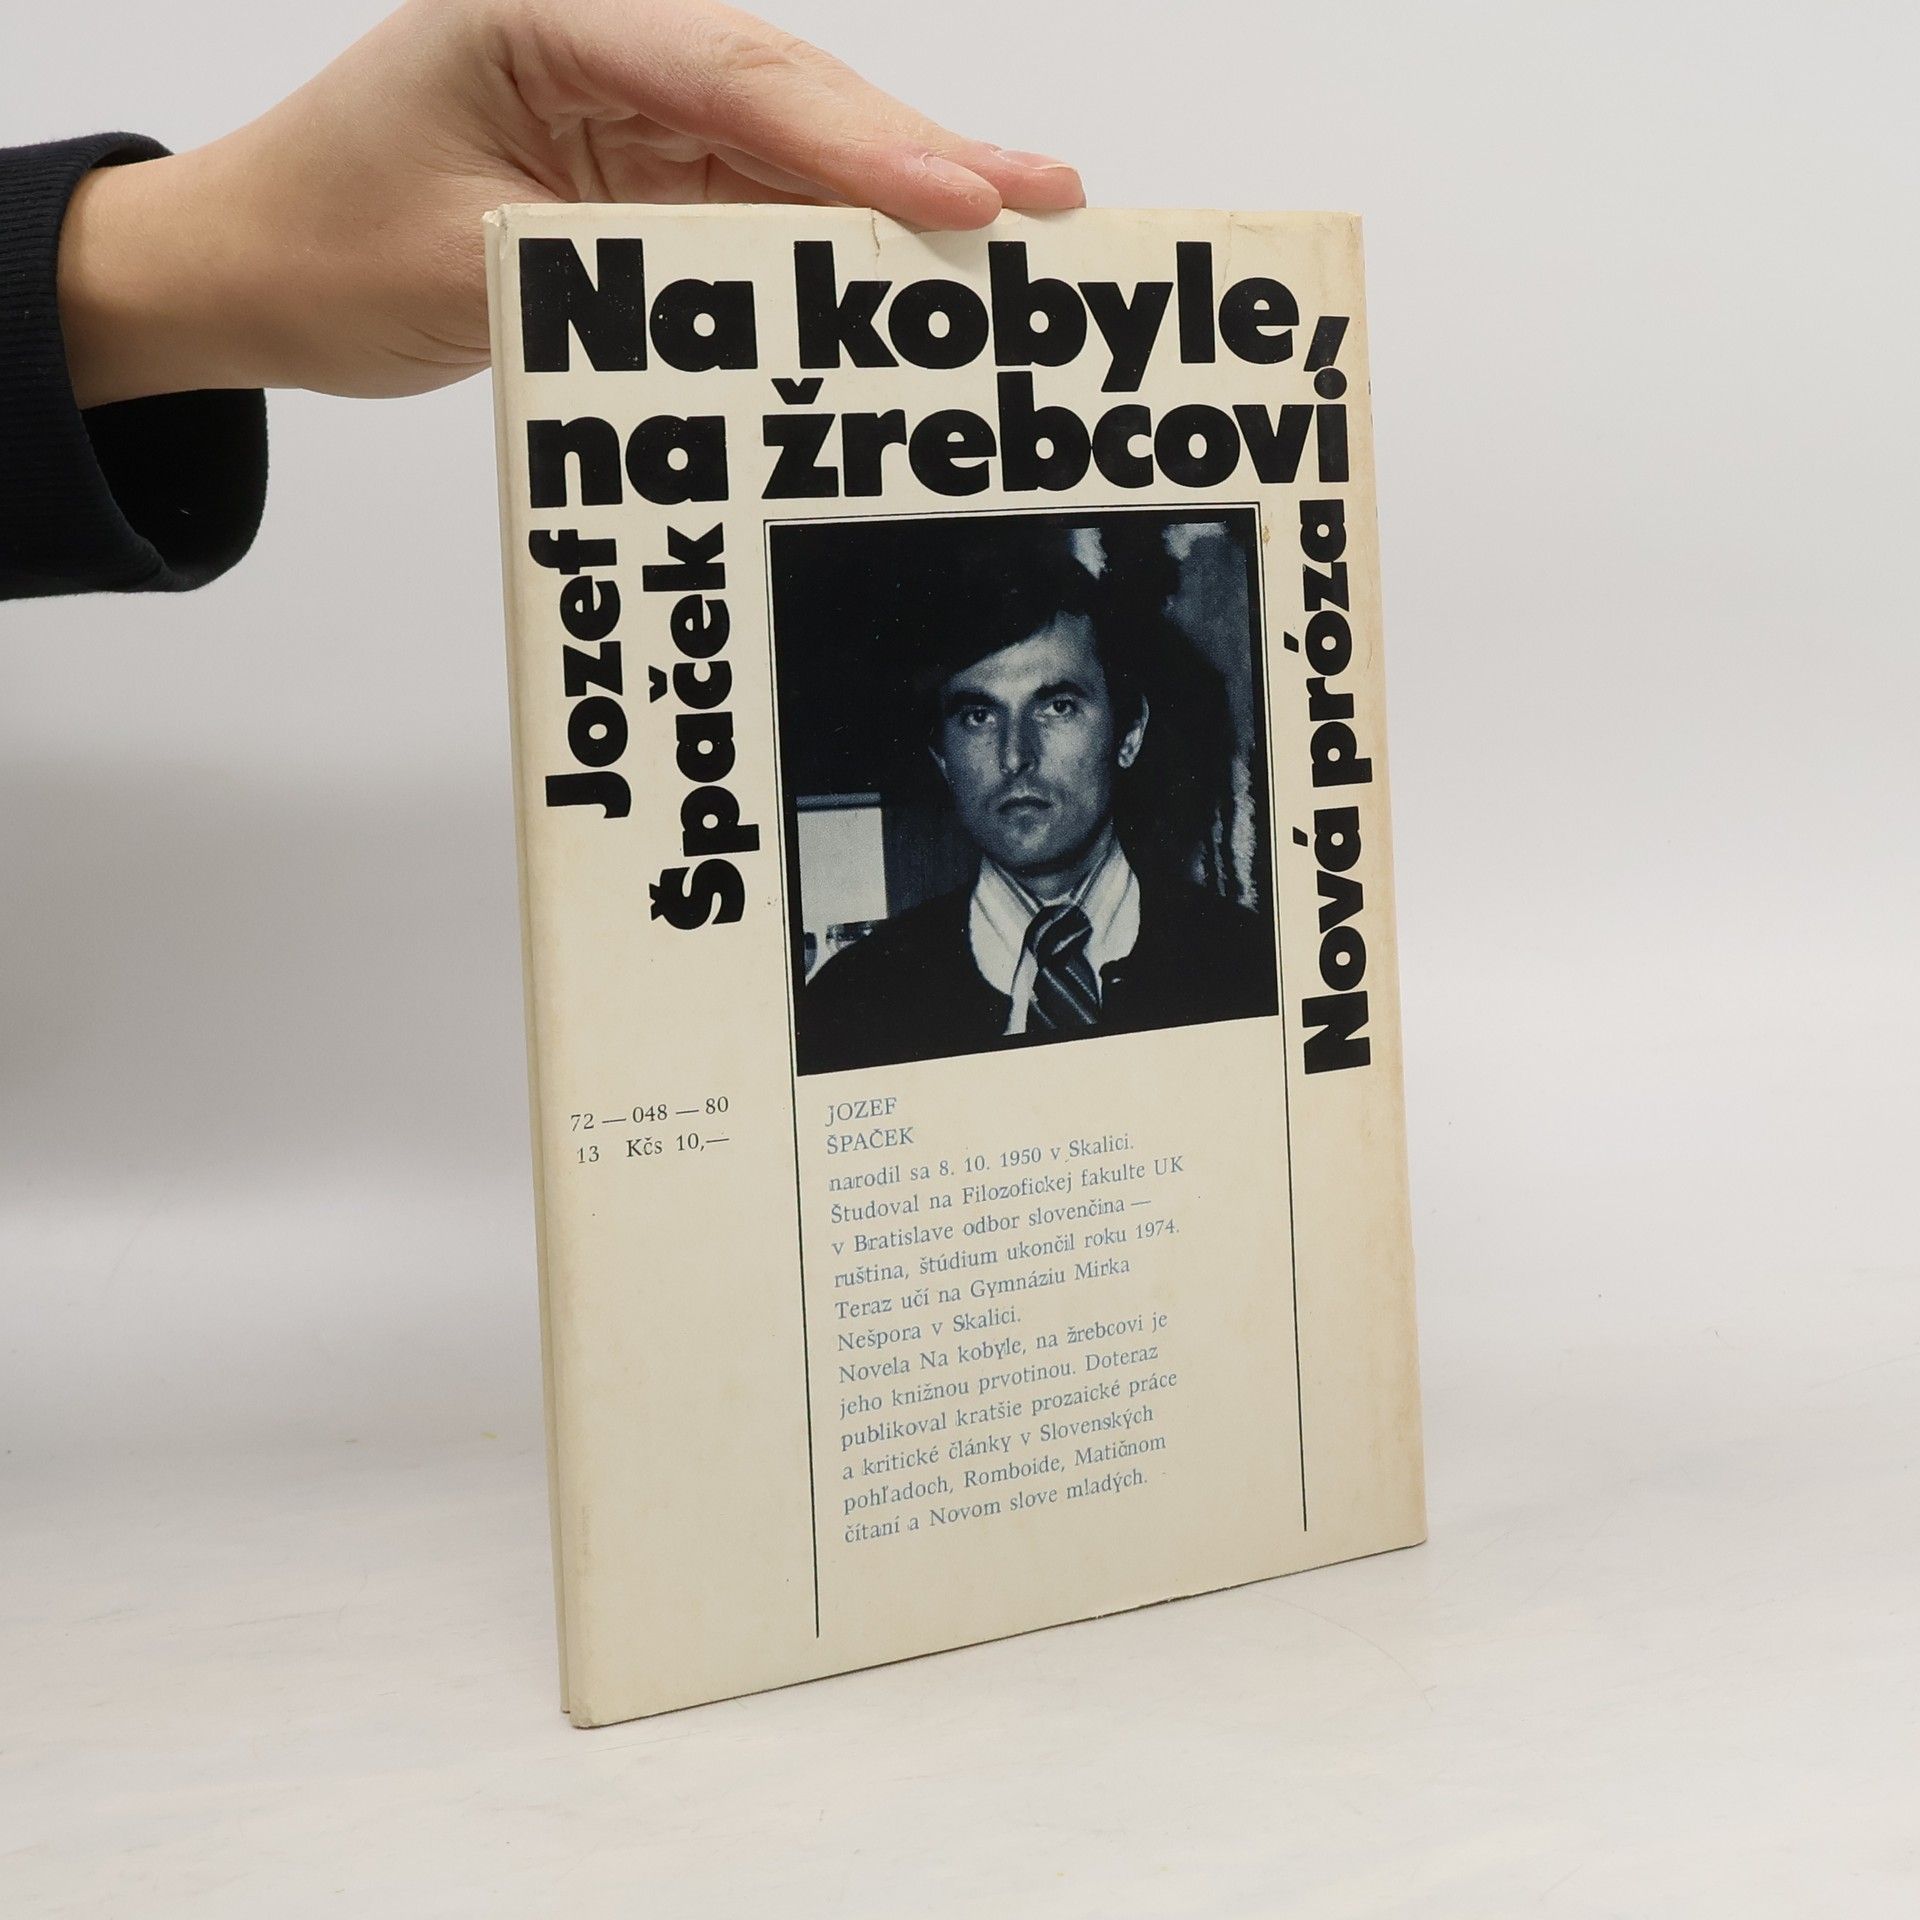 Na kobyle,
na žrebcovi
Jozef
Špaček
Nová próza
72 — 048 — 80
13 Kčs 10,—
JOZEF
ŠPAČEK
narodil sa 8. 10. 1950 v Skalici.
Študoval na Filozofickej fakulte UK
v Bratislave odbor slovenčina —
ruština, štúdium ukončil roku 1974.
Teraz učí na Gymnáziu Mirka
Nešpora v Skalici.
Novela Na kobyle, na žrebcovi je
jeho knižnou prvotinou. Doteraz
publikoval kratšie prozaické práce
a kritické články v Slovenských
pohľadoch, Romboide, Matičnom
čítaní a Novom slove mladých.